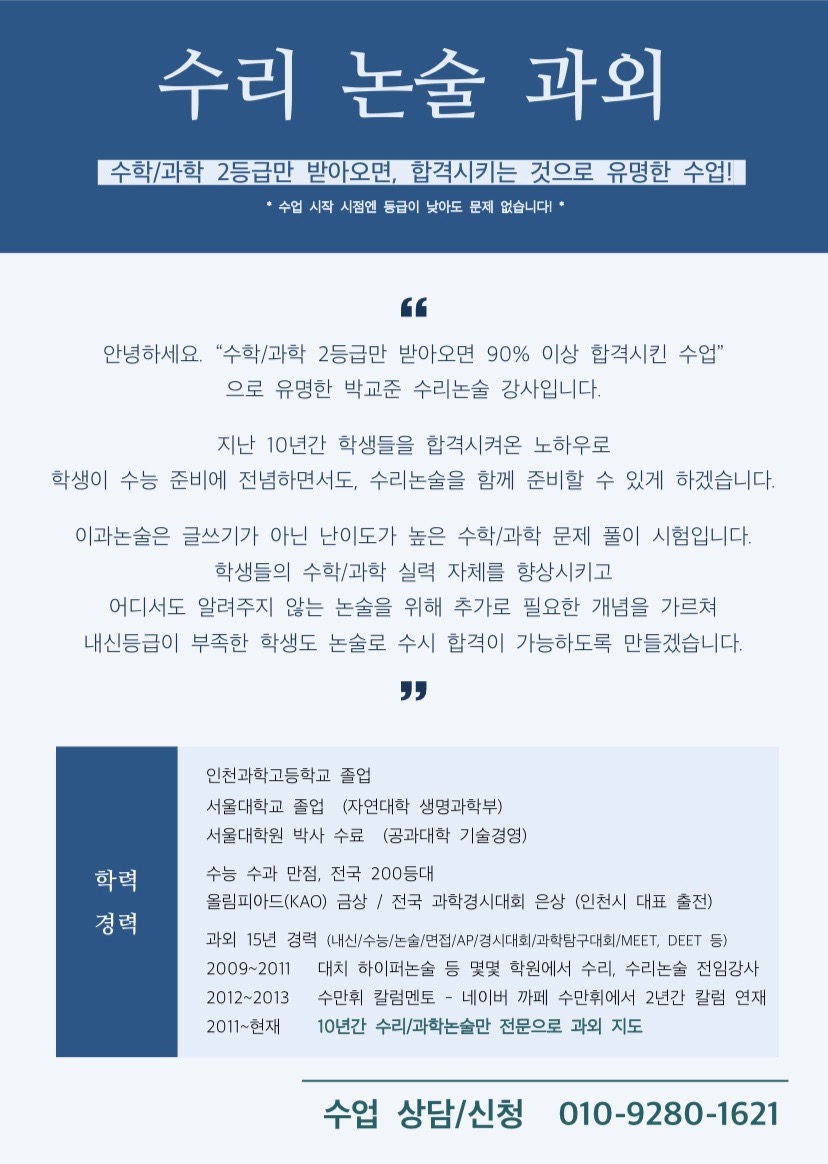 수리 논술 과외
수학/과학 2등급만 받아오면, 합격시키는 것으로 유명한 수업!
* 수업 시작 시점엔 등급이 낮아도 문제 없습니다! *
“
안녕하세요. “수학/과학 2등급만 받아오면 90% 이상 합격시킨 수업”
으로 유명한 박교준 수리논술 강사입니다.
지난 10년간 학생들을 합격시켜온 노하우로
학생이 수능 준비에 전념하면서도, 수리논술을 함께 준비할 수 있게 하겠습니다.
이과논술은 글쓰기가 아닌 난이도가 높은 수학/과학 문제 풀이 시험입니다.
학생들의 수학/과학 실력 자체를 향상시키고
어디서도 알려주지 않는 논술을 위해 추가로 필요한 개념을 가르쳐
내신등급이 부족한 학생도 논술로 수시 합격이 가능하도록 만들겠습니다.
”
학력
경력
인천과학고등학교 졸업
서울대학교 졸업 (자연대학 생명과학부)
서울대학원 박사 수료 (공과대학 기술경영)
수능 수과 만점, 전국 200등대
올림피아드(KAO) 금상 / 전국 과학경시대회 은상 (인천시 대표 출전)
과외 15년 경력 (내신/수능/논술/면접/AP/경시대회/과학탐구대회/MEET, DEET 등)
2009~2011 대치 하이퍼논술 등 몇몇 학원에서 수리, 수리논술 전임강사
2012~2013 수만휘 칼럼멘토 - 네이버 까페 수만휘에서 2년간 칼럼 연재
2011~현재 10년간 수리/과학논술만 전문으로 과외 지도
수업 상담/신청 010-9280-1621